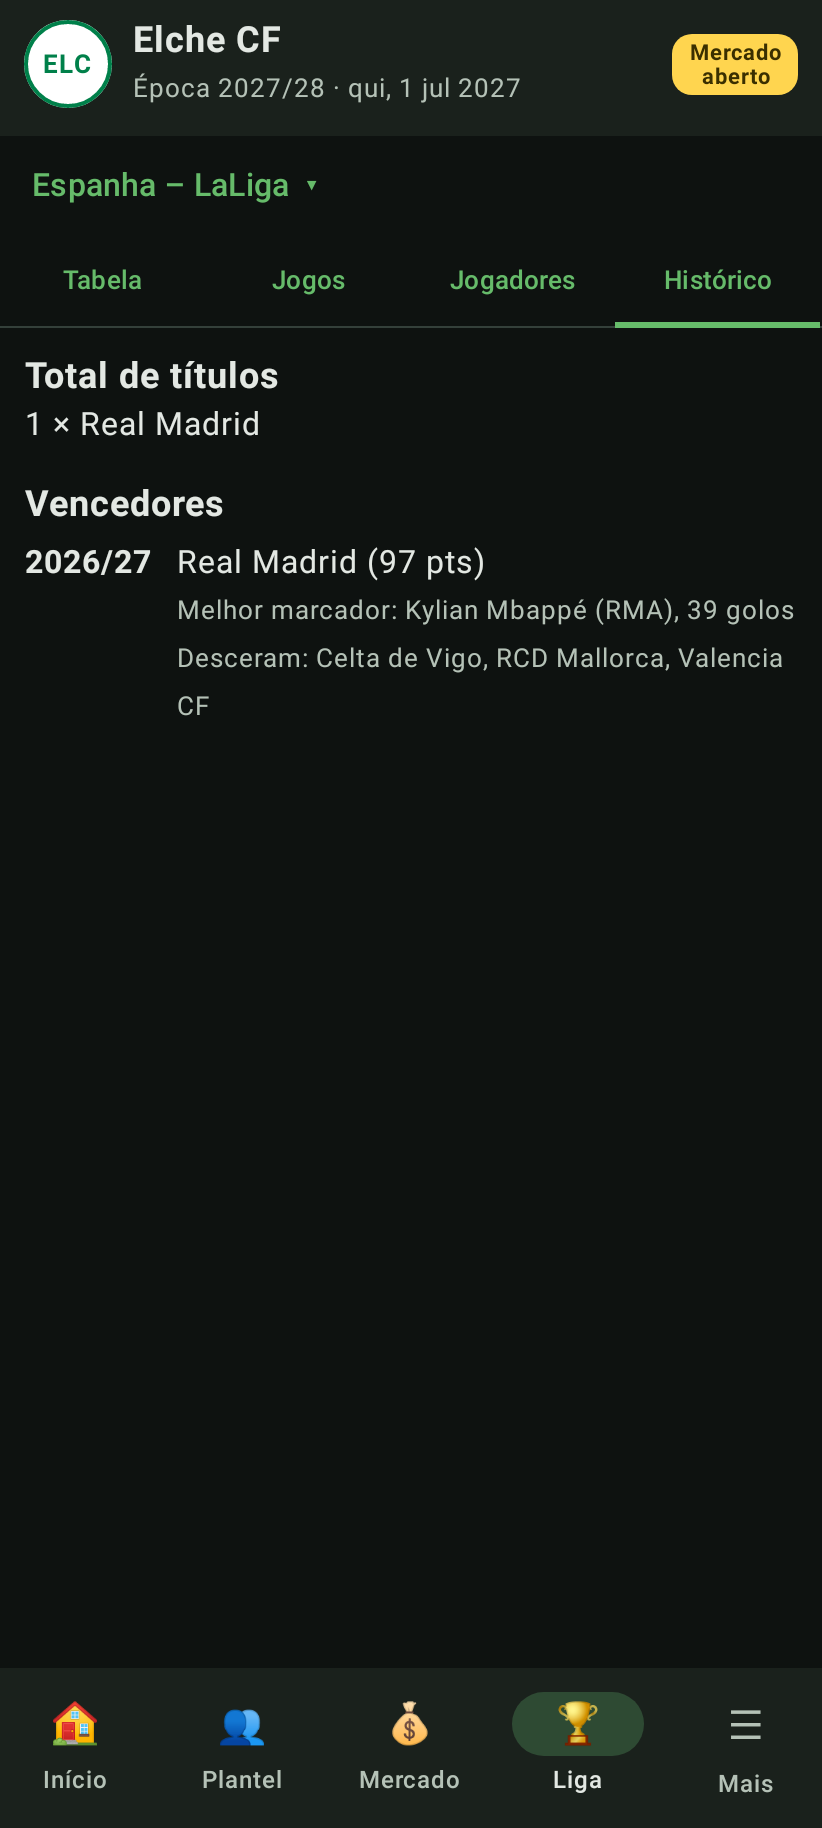 ELC
Elche CF
Época 2027/28 · qui, 1 jul 2027
Mercado
aberto
Espanha – LaLiga ▾
Tabela
Jogos
Jogadores
Histórico
Total de títulos
1 × Real Madrid
Vencedores
2026/27 Real Madrid (97 pts)
Melhor marcador: Kylian Mbappé (RMA), 39 golos
Desceram: Celta de Vigo, RCD Mallorca, Valencia
CF
Início
Plantel
Mercado
Liga
Mais